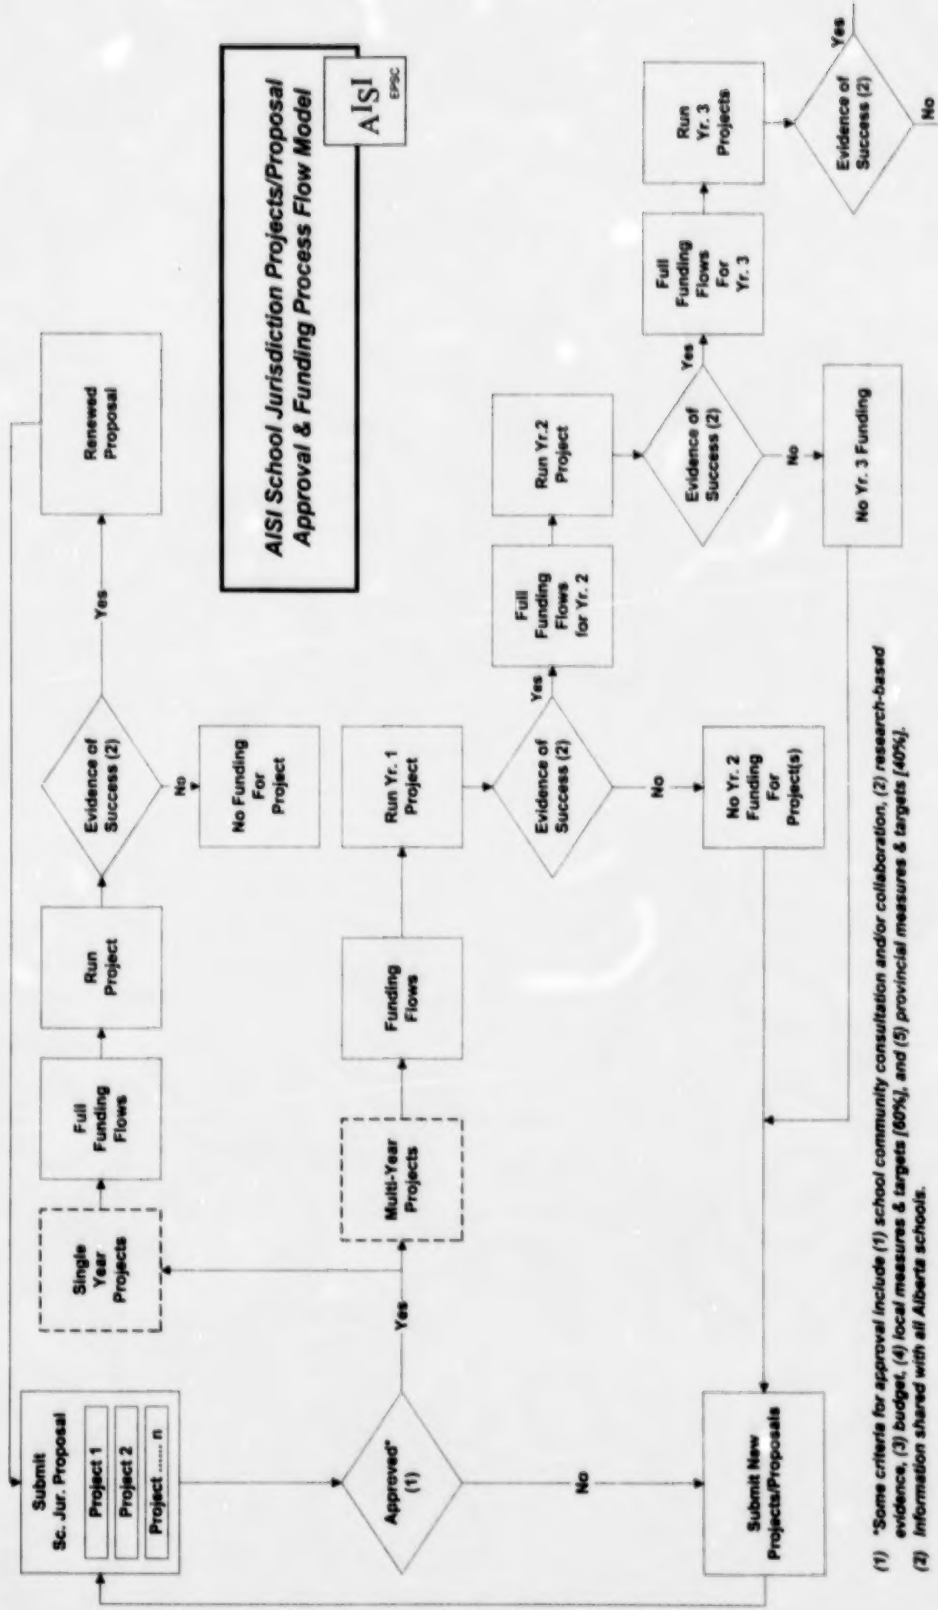 AISI School Jurisdiction Projects/Proposal
Approval & Funding Process Flow Model
AISI
EPSC
Submit
Sc. Jur. Proposal
Project 1
Project 2
Project ...... n
Single
Year
Projects
Full
Funding
Flows
Run
Project
Evidence of
Success (2)
Yes
Renewed
Proposal
No
No Funding
For
Project
Approved*
(1)
Yes
Multi-Year
Projects
Funding
Flows
Run Yr. 1
Project
Evidence of
Success (2)
Yes
Full
Funding
Flows
for Yr. 2
Run Yr.2
Project
Evidence of
Success (2)
Yes
Full
Funding
Flows
For
Yr. 3
Run
Yr. 3
Projects
Evidence of
Success (2)
Yes
No
No
Submit New
Projects/Proposals
No
No Yr. 2
Funding
For
Project(s)
No
No Yr. 3 Funding
(1) *Some criteria for approval include (1) school community consultation and/or collaboration, (2) research-based
evidence, (3) budget, (4) local measures & targets [60%], and (5) provincial measures & targets [40%].
(2) Information shared with all Alberta schools.